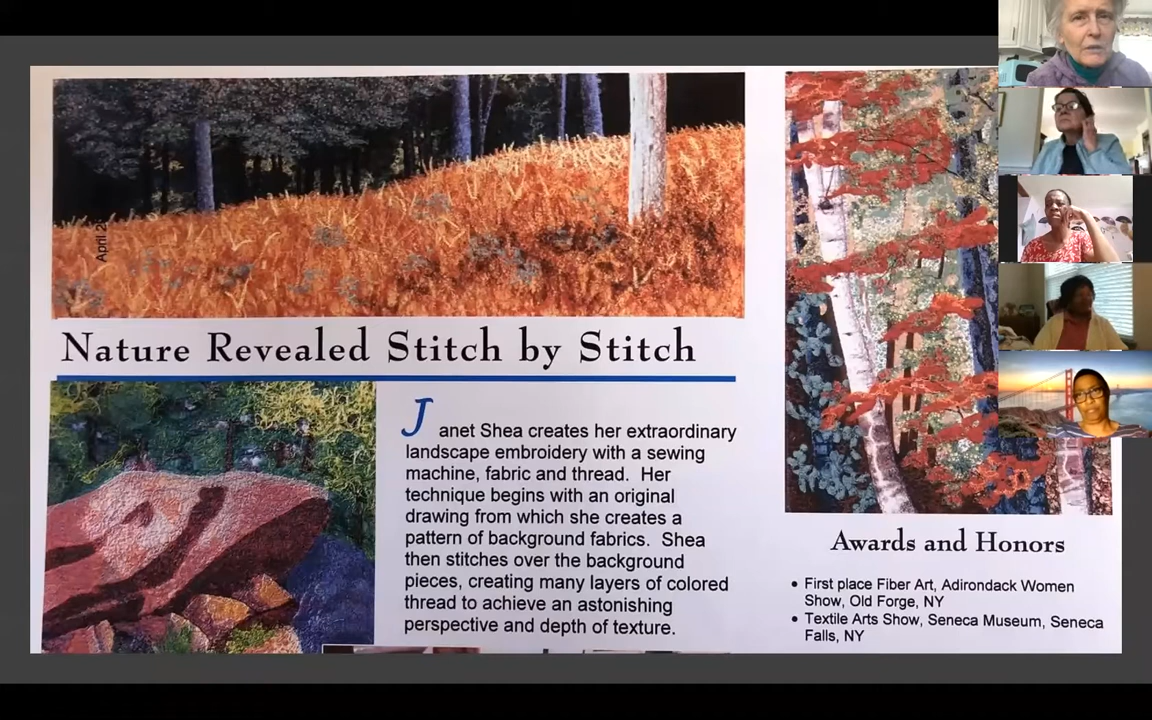 April 2
Nature Revealed Stitch by Stitch
Janet Shea creates her extraordinary
landscape embroidery with a sewing
machine, fabric and thread. Her
technique begins with an original
drawing from which she creates a
pattern of background fabrics. Shea
then stitches over the background
pieces, creating many layers of colored
thread to achieve an astonishing
perspective and depth of texture.
Awards and Honors
• First place Fiber Art, Adirondack Women
Show, Old Forge, NY
• Textile Arts Show, Seneca Museum, Seneca
Falls, NY